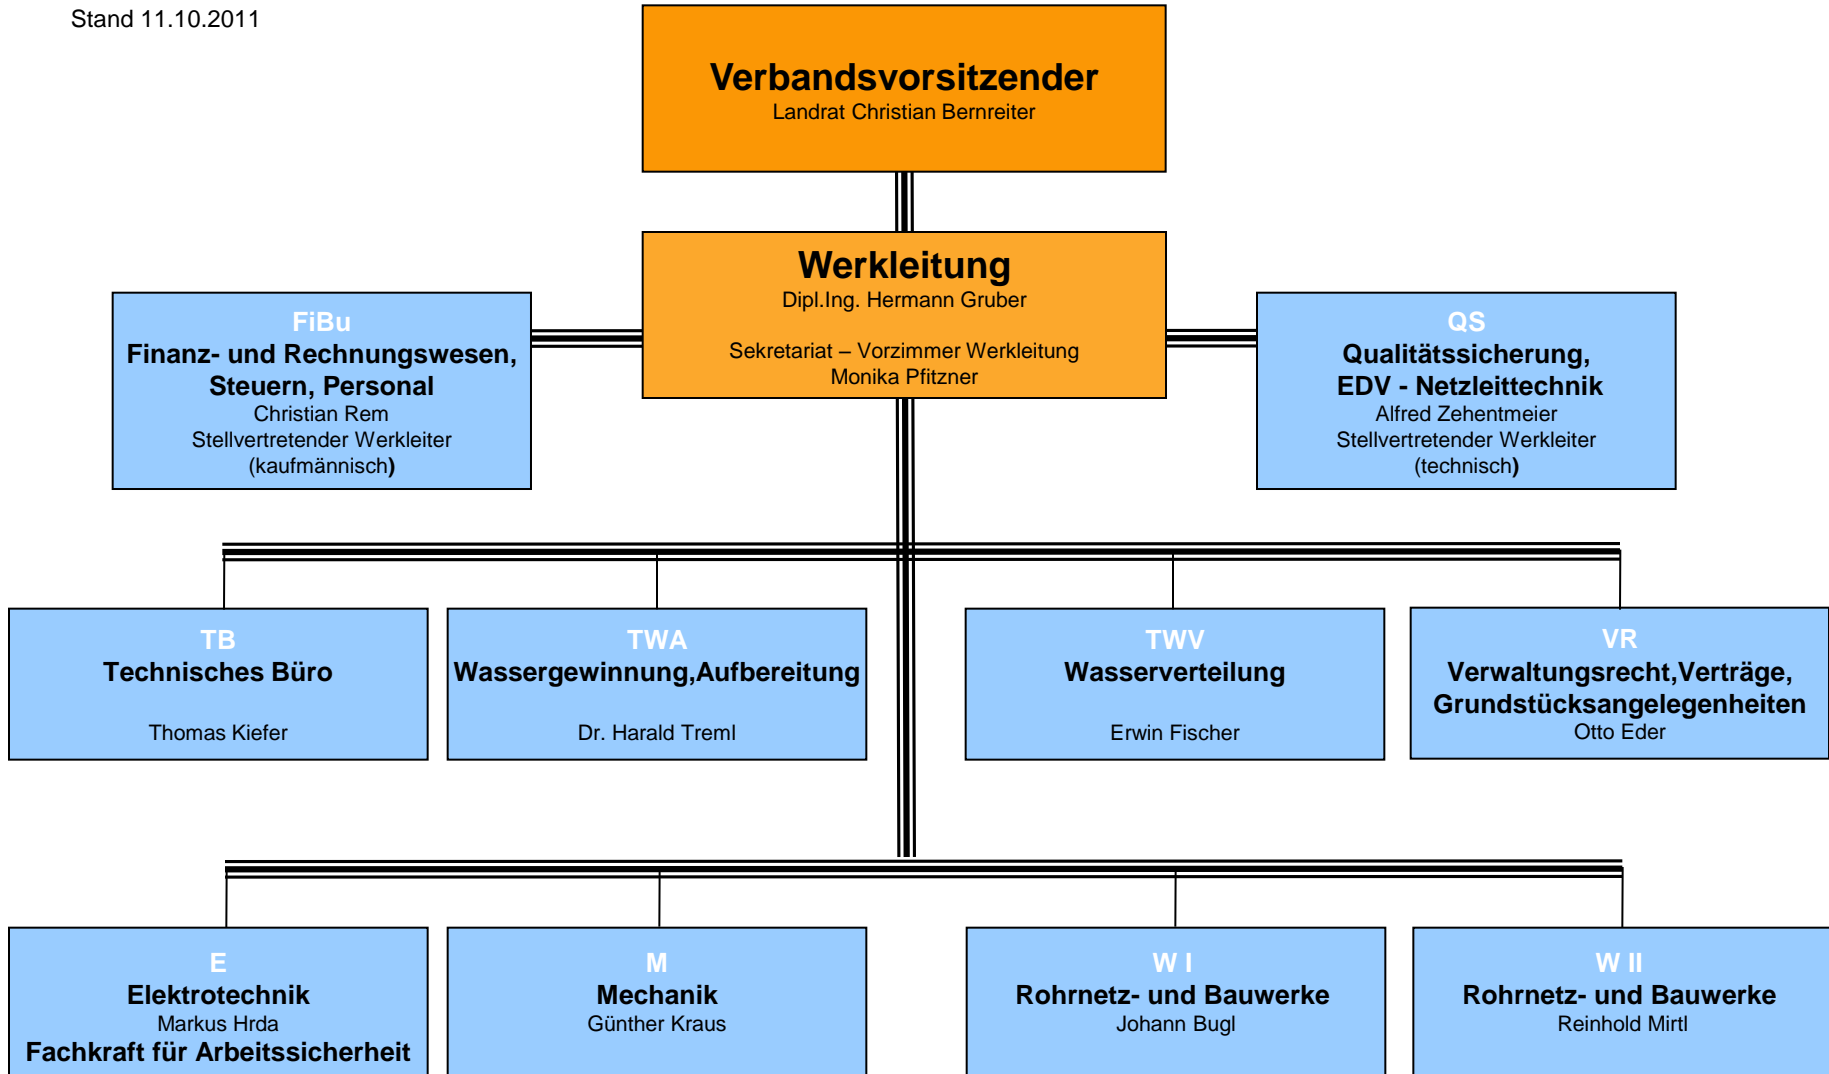 Stand 11.10.2011
Verbandsvorsitzender
Landrat Christian Bernreiter
Werkleitung
Dipl.Ing. Hermann Gruber
Sekretariat – Vorzimmer Werkleitung
Monika Pfitzner
FiBu
Finanz- und Rechnungswesen,
Steuern, Personal
Christian Rem
Stellvertretender Werkleiter
(kaufmännisch)
QS
Qualitätssicherung,
EDV - Netzleittechnik
Alfred Zehentmeier
Stellvertretender Werkleiter
(technisch)
TB
Technisches Büro
Thomas Kiefer
TWA
Wassergewinnung,Aufbereitung
Dr. Harald Treml
TWV
Wasserverteilung
Erwin Fischer
VR
Verwaltungsrecht,Verträge,
Grundstücksangelegenheiten
Otto Eder
E
Elektrotechnik
Markus Hrda
Fachkraft für Arbeitssicherheit
M
Mechanik
Günther Kraus
W I
Rohrnetz- und Bauwerke
Johann Bugl
W II
Rohrnetz- und Bauwerke
Reinhold Mirtl